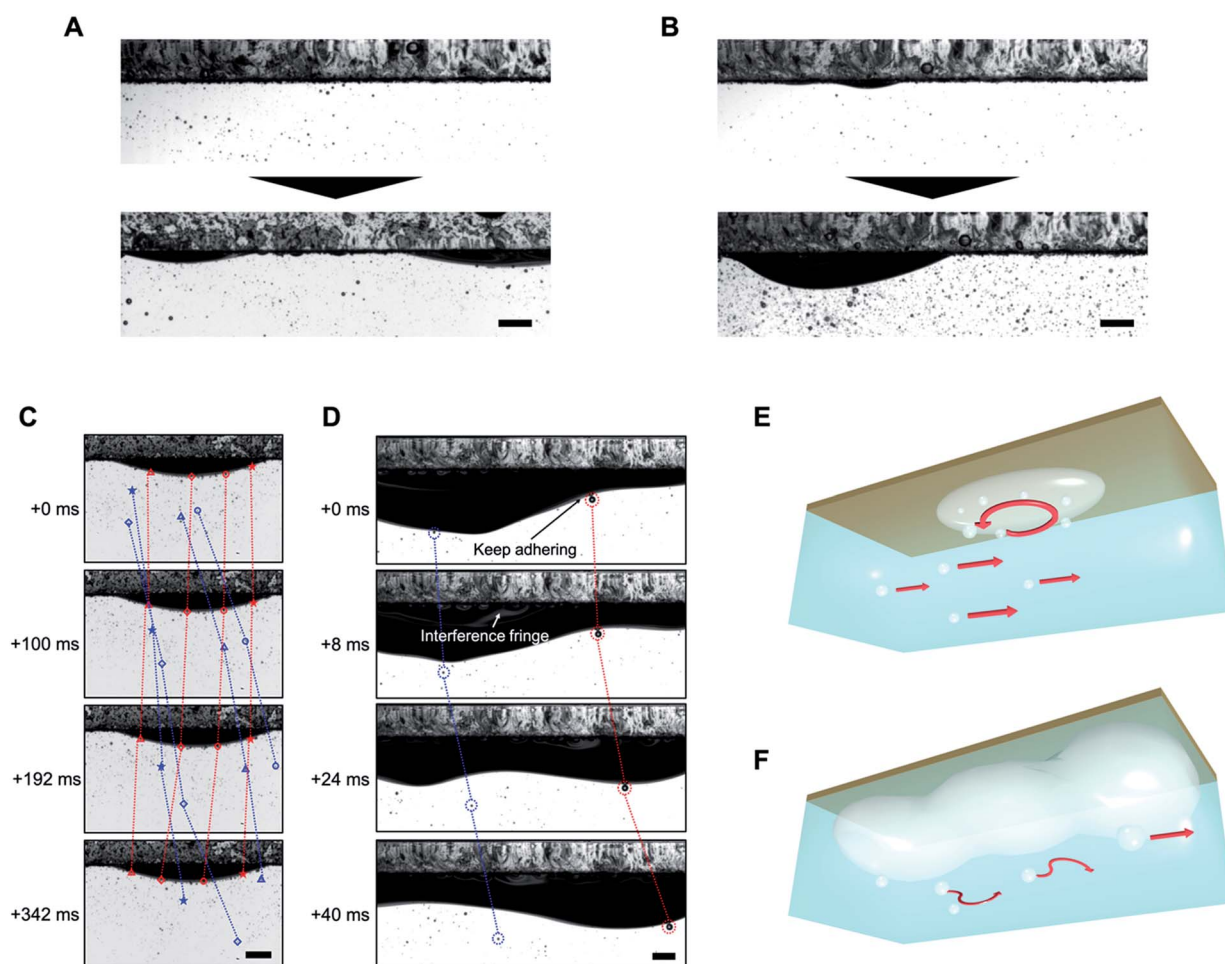 A
B
C
+0 ms
+100 ms
+192 ms
+342 ms
D
+0 ms
Keep adhering
+8 ms
Interference fringe
+24 ms
+40 ms
E
F